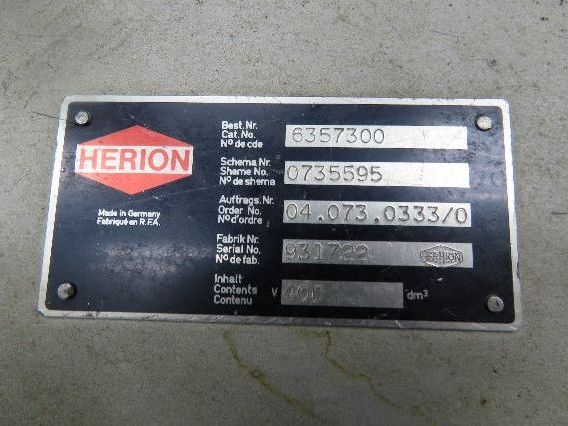 HERION
Made in Germany
Fabriqué en R.F.A.
Best. Nr.
Cat. No. 6357300
Nº de cde
Schema Nr.
Sheme No. 0735595
Nº de shema
Auftrags. Nr.
Order No. 04.073.0333/0
Nº d'ordre
Fabrik Nr.
Serial No. 931722 HERION
Nº de fab.
Inhalt
Contents V 400 dm³
Contenu